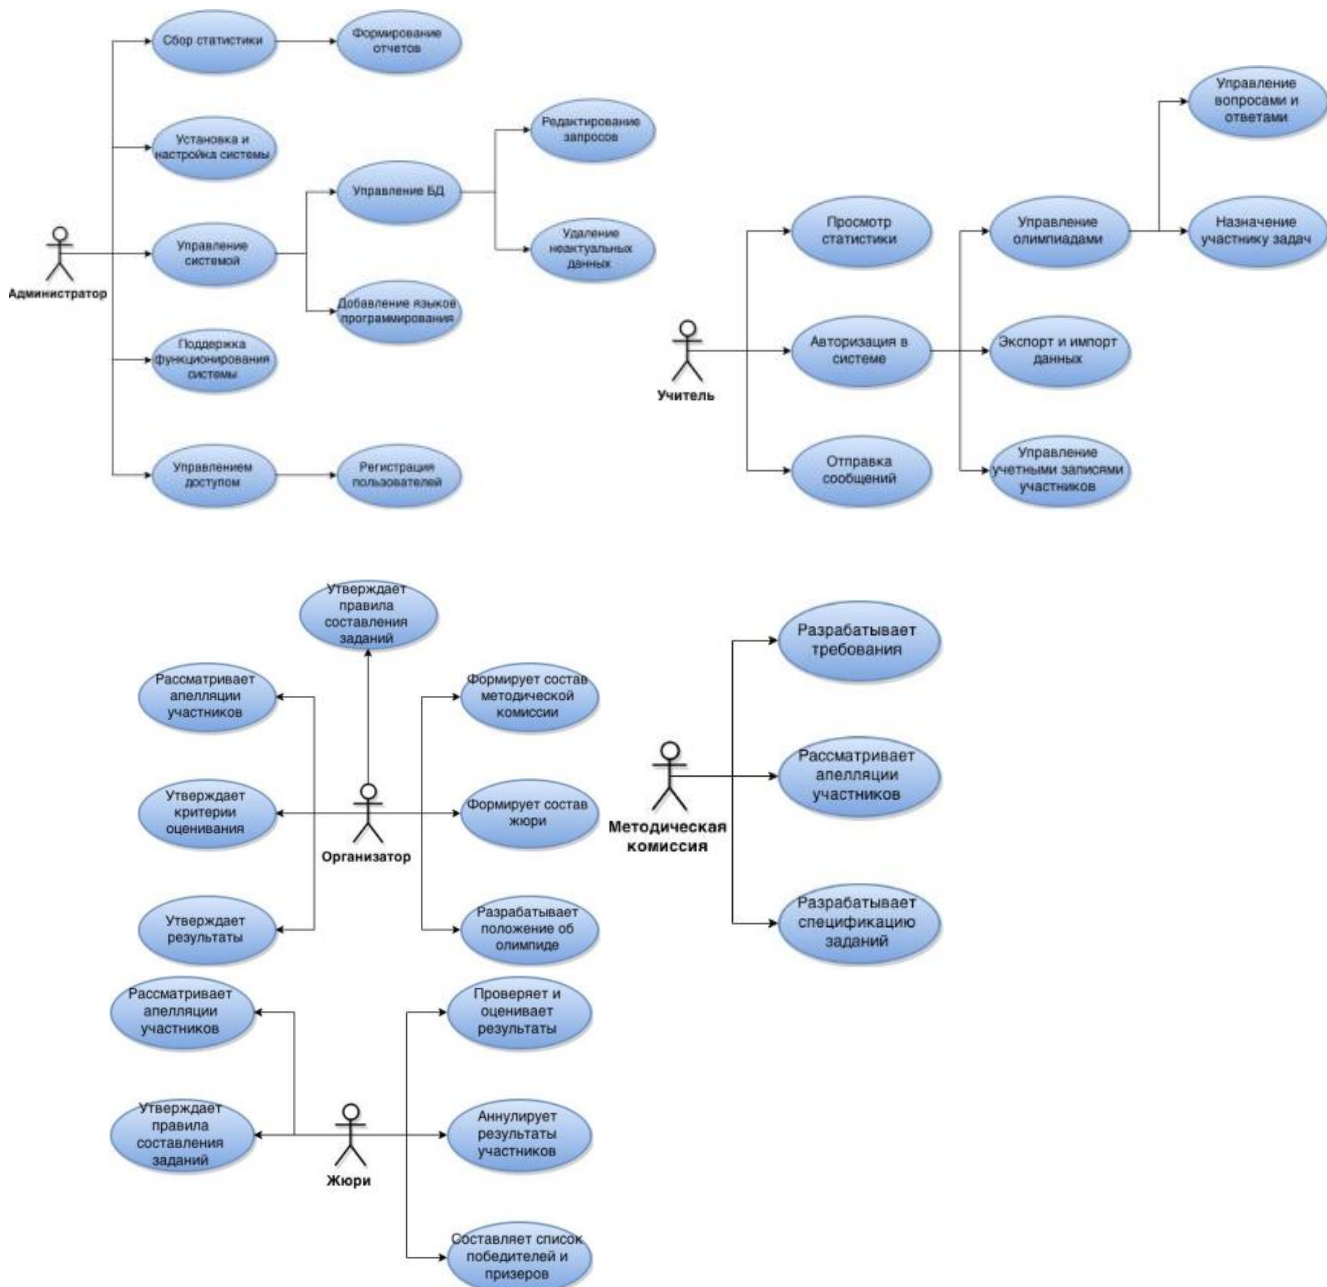 Сбор статистики
Формирование
отчетов
Установка и
настройка системы
Редактирование
запросов
Управление БД
Удаление
неактуальных
данных
Управление
системой
Администратор
Добавление языков
программирования
Поддержка
функционирования
системы
Управлением
доступом
Регистрация
пользователей
Управление
вопросами и
ответами
Просмотр
статистики
Управление
олимпиадами
Назначение
участнику задач
Авторизация в
системе
Экспорт и импорт
данных
Учитель
Отправка
сообщений
Управление
учетными записями
участников
Утверждает
правила
составления
заданий
Рассматривает
апелляции
участников
Формирует состав
методической
комиссии
Утверждает
критерии
оценивания
Формирует состав
жюри
Организатор
Утверждает
результаты
Разрабатывает
положение об
олимпиде
Разрабатывает
требования
Рассматривает
апелляции
участников
Методическая
комиссия
Разрабатывает
спецификацию
заданий
Рассматривает
апелляции
участников
Проверяет и
оценивает
результаты
Утверждает
правила
составления
заданий
Аннулирует
результаты
участников
Жюри
Составляет список
победителей и
призеров